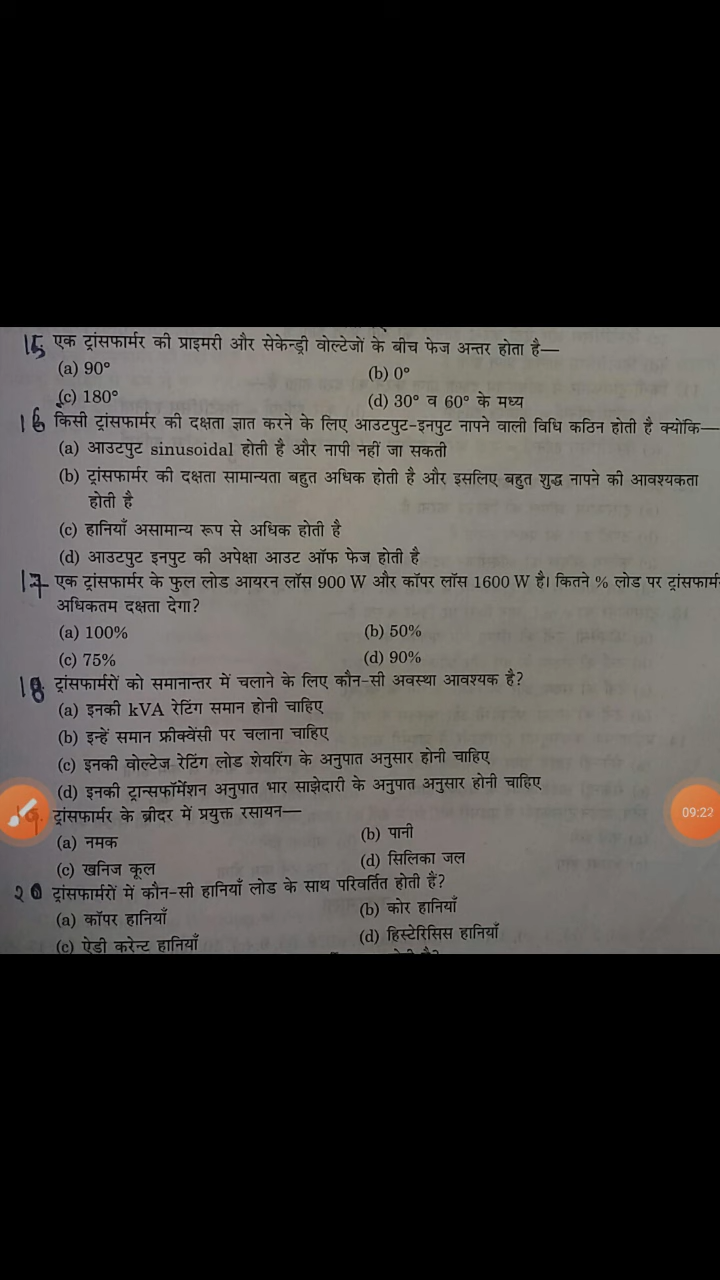 15. एक ट्रांसफार्मर की प्राइमरी और सेकेन्ड्री वोल्टेजों के बीच फेज अन्तर होता है—
(a) 90° (b) 0°
(c) 180° (d) 30° व 60° के मध्य
16 किसी ट्रांसफार्मर की दक्षता ज्ञात करने के लिए आउटपुट-इनपुट नापने वाली विधि कठिन होती है क्योंकि—
(a) आउटपुट sinusoidal होती है और नापी नहीं जा सकती
(b) ट्रांसफार्मर की दक्षता सामान्यता बहुत अधिक होती है और इसलिए बहुत शुद्ध नापने की आवश्यकता
होती है
(c) हानियाँ असामान्य रूप से अधिक होती है
(d) आउटपुट इनपुट की अपेक्षा आउट ऑफ फेज होती है
17 एक ट्रांसफार्मर के फुल लोड आयरन लॉस 900 W और कॉपर लॉस 1600 W है। कितने % लोड पर ट्रांसफार्म
अधिकतम दक्षता देगा?
(a) 100% (b) 50%
(c) 75% (d) 90%
18. ट्रांसफार्मरों को समानान्तर में चलाने के लिए कौन-सी अवस्था आवश्यक है?
(a) इनकी kVA रेटिंग समान होनी चाहिए
(b) इन्हें समान फ्रीक्वेंसी पर चलाना चाहिए
(c) इनकी वोल्टेज रेटिंग लोड शेयरिंग के अनुपात अनुसार होनी चाहिए
(d) इनकी ट्रान्सफॉर्मेशन अनुपात भार साझेदारी के अनुपात अनुसार होनी चाहिए
9. ट्रांसफार्मर के ब्रीदर में प्रयुक्त रसायन—
09:22
(a) नमक (b) पानी
(c) खनिज कूल (d) सिलिका जल
20 ट्रांसफार्मरों में कौन-सी हानियाँ लोड के साथ परिवर्तित होती हैं?
(a) कॉपर हानियाँ (b) कोर हानियाँ
(c) ऐडी करेन्ट हानियाँ (d) हिस्टेरिसिस हानियाँ